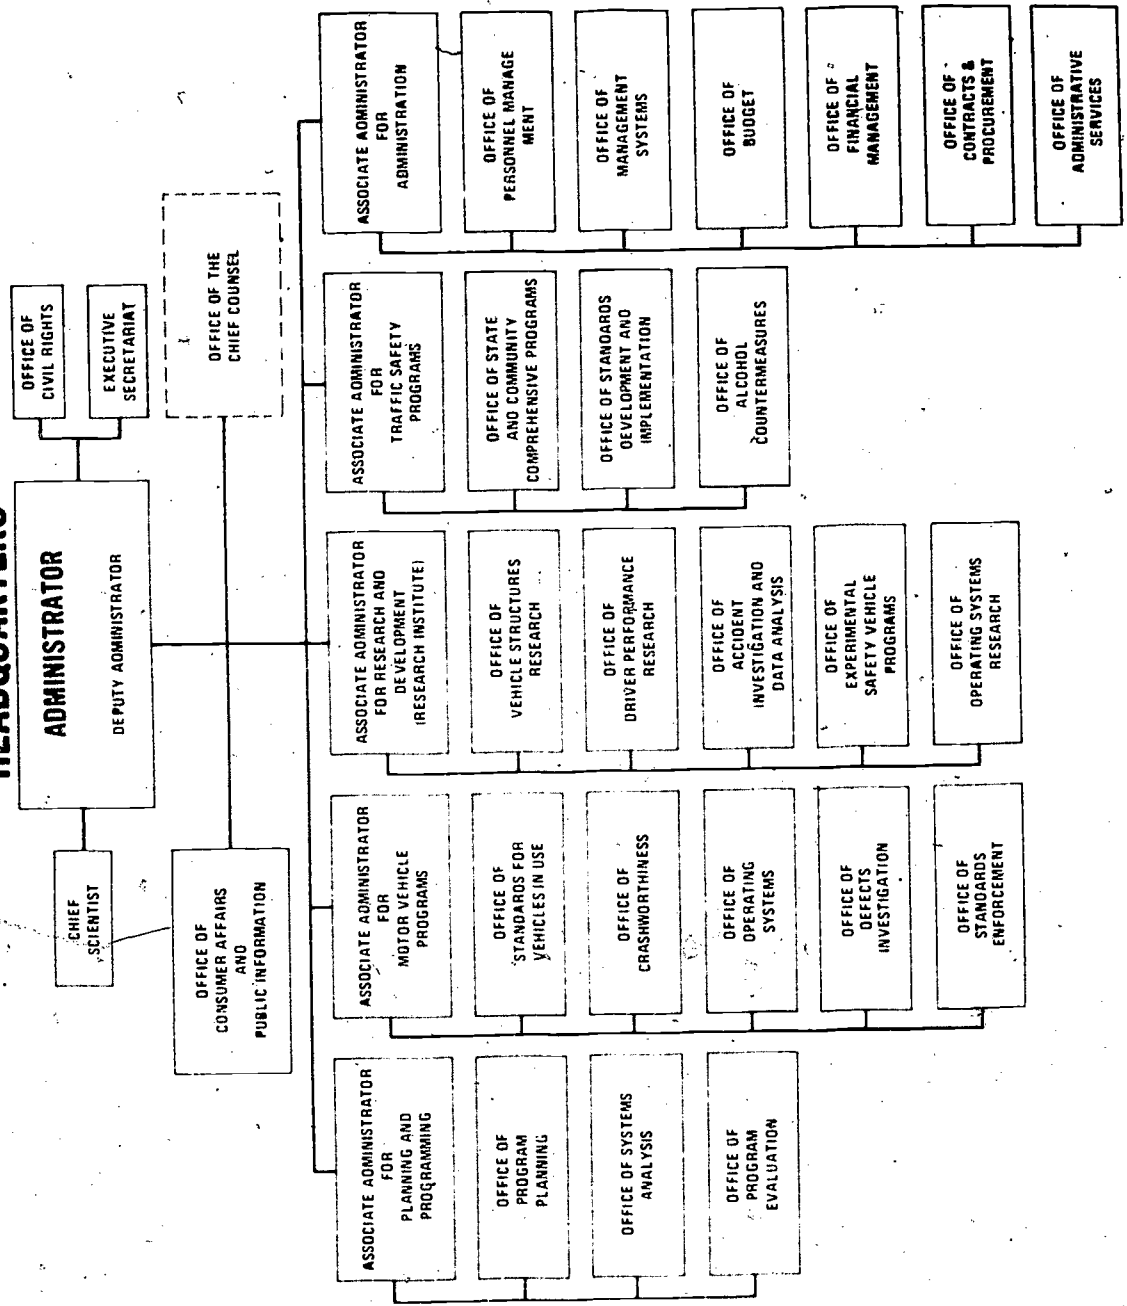 HEADQUARTERS
ADMINISTRATOR
DEPUTY ADMINISTRATOR
CHIEF
SCIENTIST
OFFICE OF
CIVIL RIGHTS
EXECUTIVE
SECRETARIAT
OFFICE OF
CONSUMER AFFAIRS
AND
PUBLIC INFORMATION
OFFICE OF THE
CHIEF COUNSEL
ASSOCIATE ADMINISTRATOR
FOR
PLANNING AND
PROGRAMMING
OFFICE OF
PROGRAM
PLANNING
OFFICE OF SYSTEMS
ANALYSIS
OFFICE OF
PROGRAM
EVALUATION
ASSOCIATE ADMINISTRATOR
FOR
MOTOR VEHICLE
PROGRAMS
OFFICE OF
STANDARDS FOR
VEHICLES IN USE
OFFICE OF
CRASHWORTHINESS
OFFICE OF
OPERATING
SYSTEMS
OFFICE OF
DEFECTS
INVESTIGATION
OFFICE OF
STANDARDS
ENFORCEMENT
ASSOCIATE ADMINISTRATOR
FOR RESEARCH AND
DEVELOPMENT
(RESEARCH INSTITUTE)
OFFICE OF
VEHICLE STRUCTURES
RESEARCH
OFFICE OF
DRIVER PERFORMANCE
RESEARCH
OFFICE OF
ACCIDENT
INVESTIGATION AND
DATA ANALYSIS
OFFICE OF
EXPERIMENTAL
SAFETY VEHICLE
PROGRAMS
OFFICE OF
OPERATING SYSTEMS
RESEARCH
ASSOCIATE ADMINISTRATOR
FOR
TRAFFIC SAFETY
PROGRAMS
OFFICE OF STATE
AND COMMUNITY
COMPREHENSIVE PROGRAMS
OFFICE OF STANDARDS
DEVELOPMENT AND
IMPLEMENTATION
OFFICE OF
ALCOHOL
COUNTERMEASURES
ASSOCIATE ADMINISTRATOR
FOR
ADMINISTRATION
OFFICE OF
PERSONNEL MANAGE
MENT
OFFICE OF
MANAGEMENT
SYSTEMS
OFFICE OF
BUDGET
OFFICE OF
FINANCIAL
MANAGEMENT
OFFICE OF
CONTRACTS &
PROCUREMENT
OFFICE OF
ADMINISTRATIVE
SERVICES